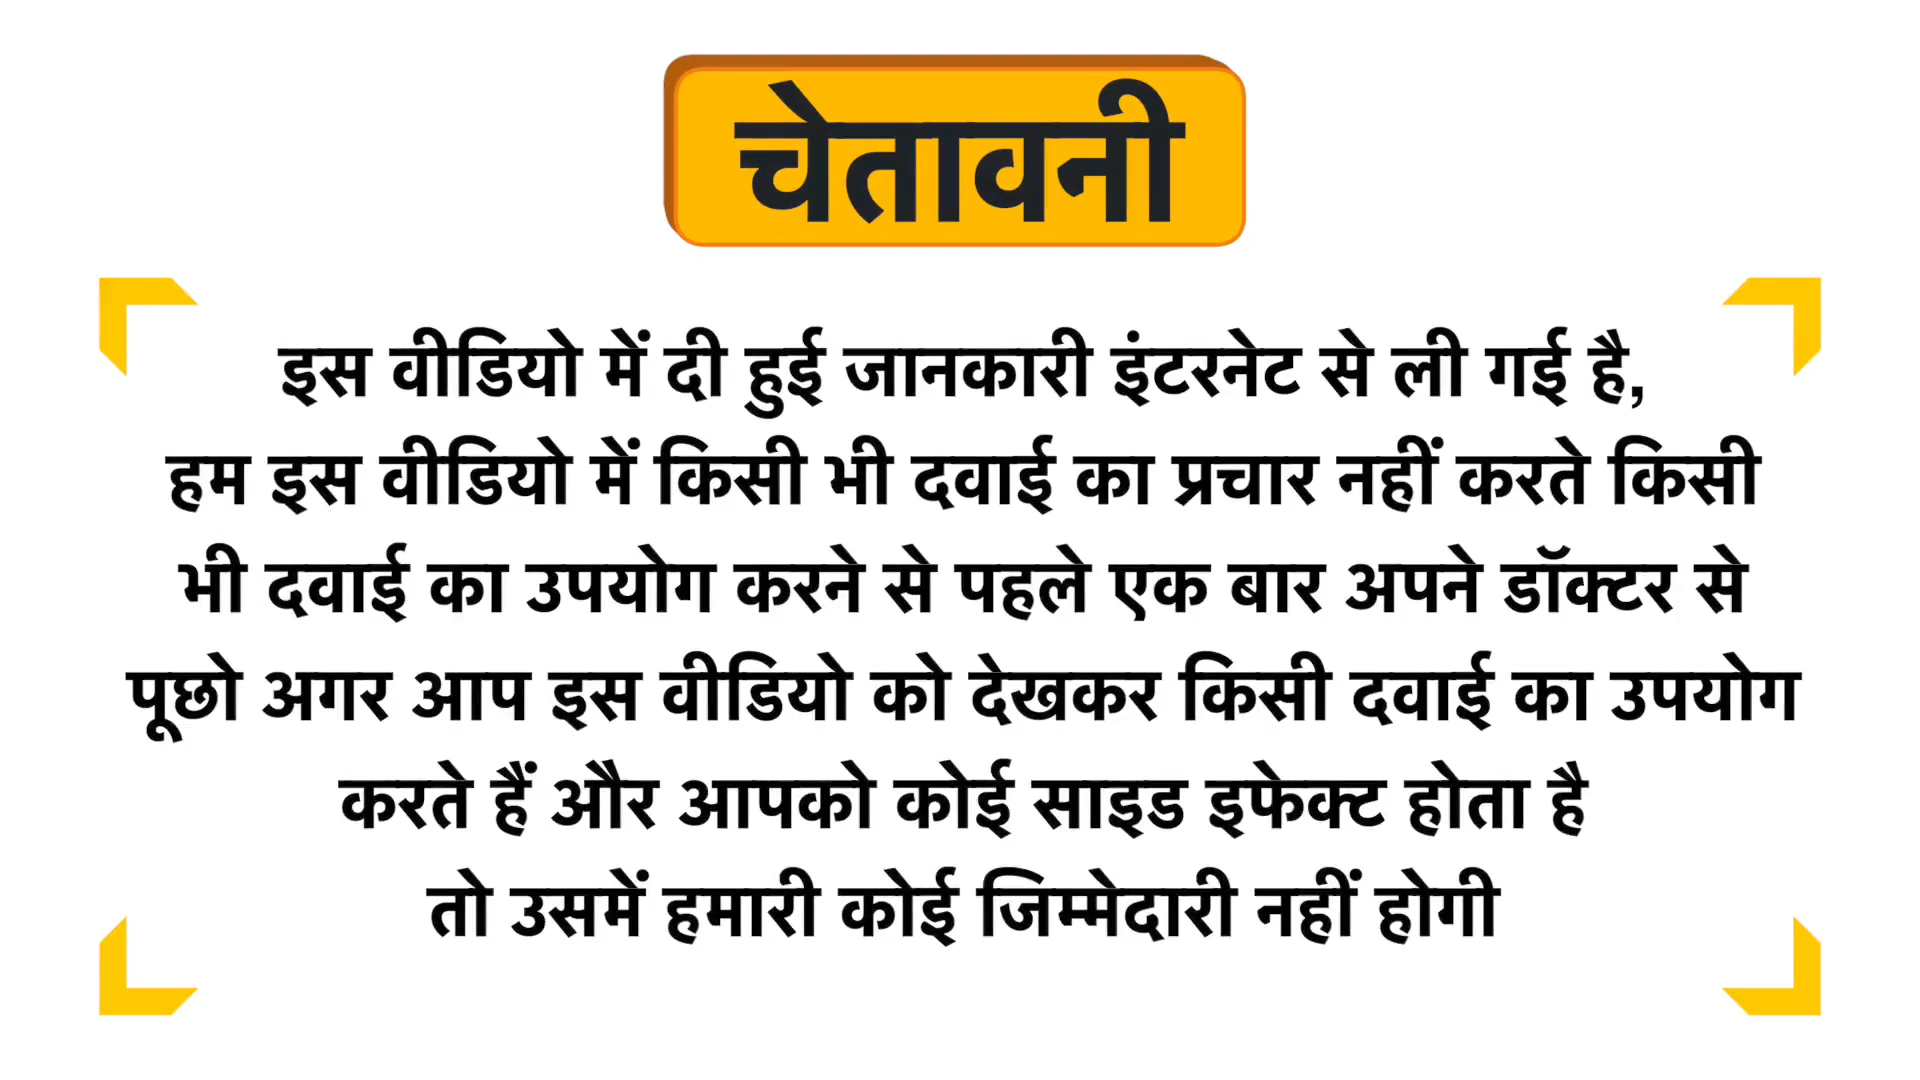 चेतावनी
इस वीडियो में दी हुई जानकारी इंटरनेट से ली गई है,
हम इस वीडियो में किसी भी दवाई का प्रचार नहीं करते किसी
भी दवाई का उपयोग करने से पहले एक बार अपने डॉक्टर से
पूछो अगर आप इस वीडियो को देखकर किसी दवाई का उपयोग
करते हैं और आपको कोई साइड इफेक्ट होता है
तो उसमें हमारी कोई जिम्मेदारी नहीं होगी